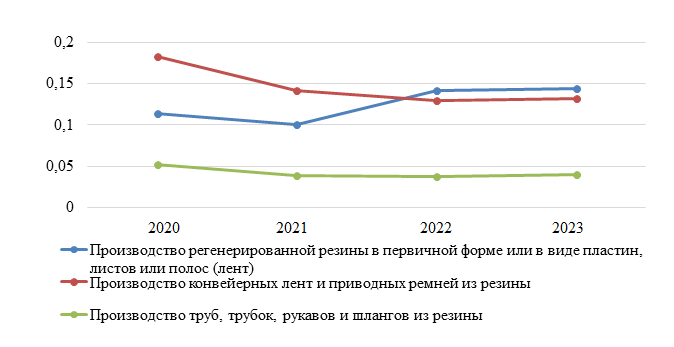 0,2
0,15
0,1
0,05
0
2020 2021 2022 2023
Производство регенерированной резины в первичной форме или в виде пластин,
листов или полос (лент)
Производство конвейерных лент и приводных ремней из резины
Производство труб, трубок, рукавов и шлангов из резины